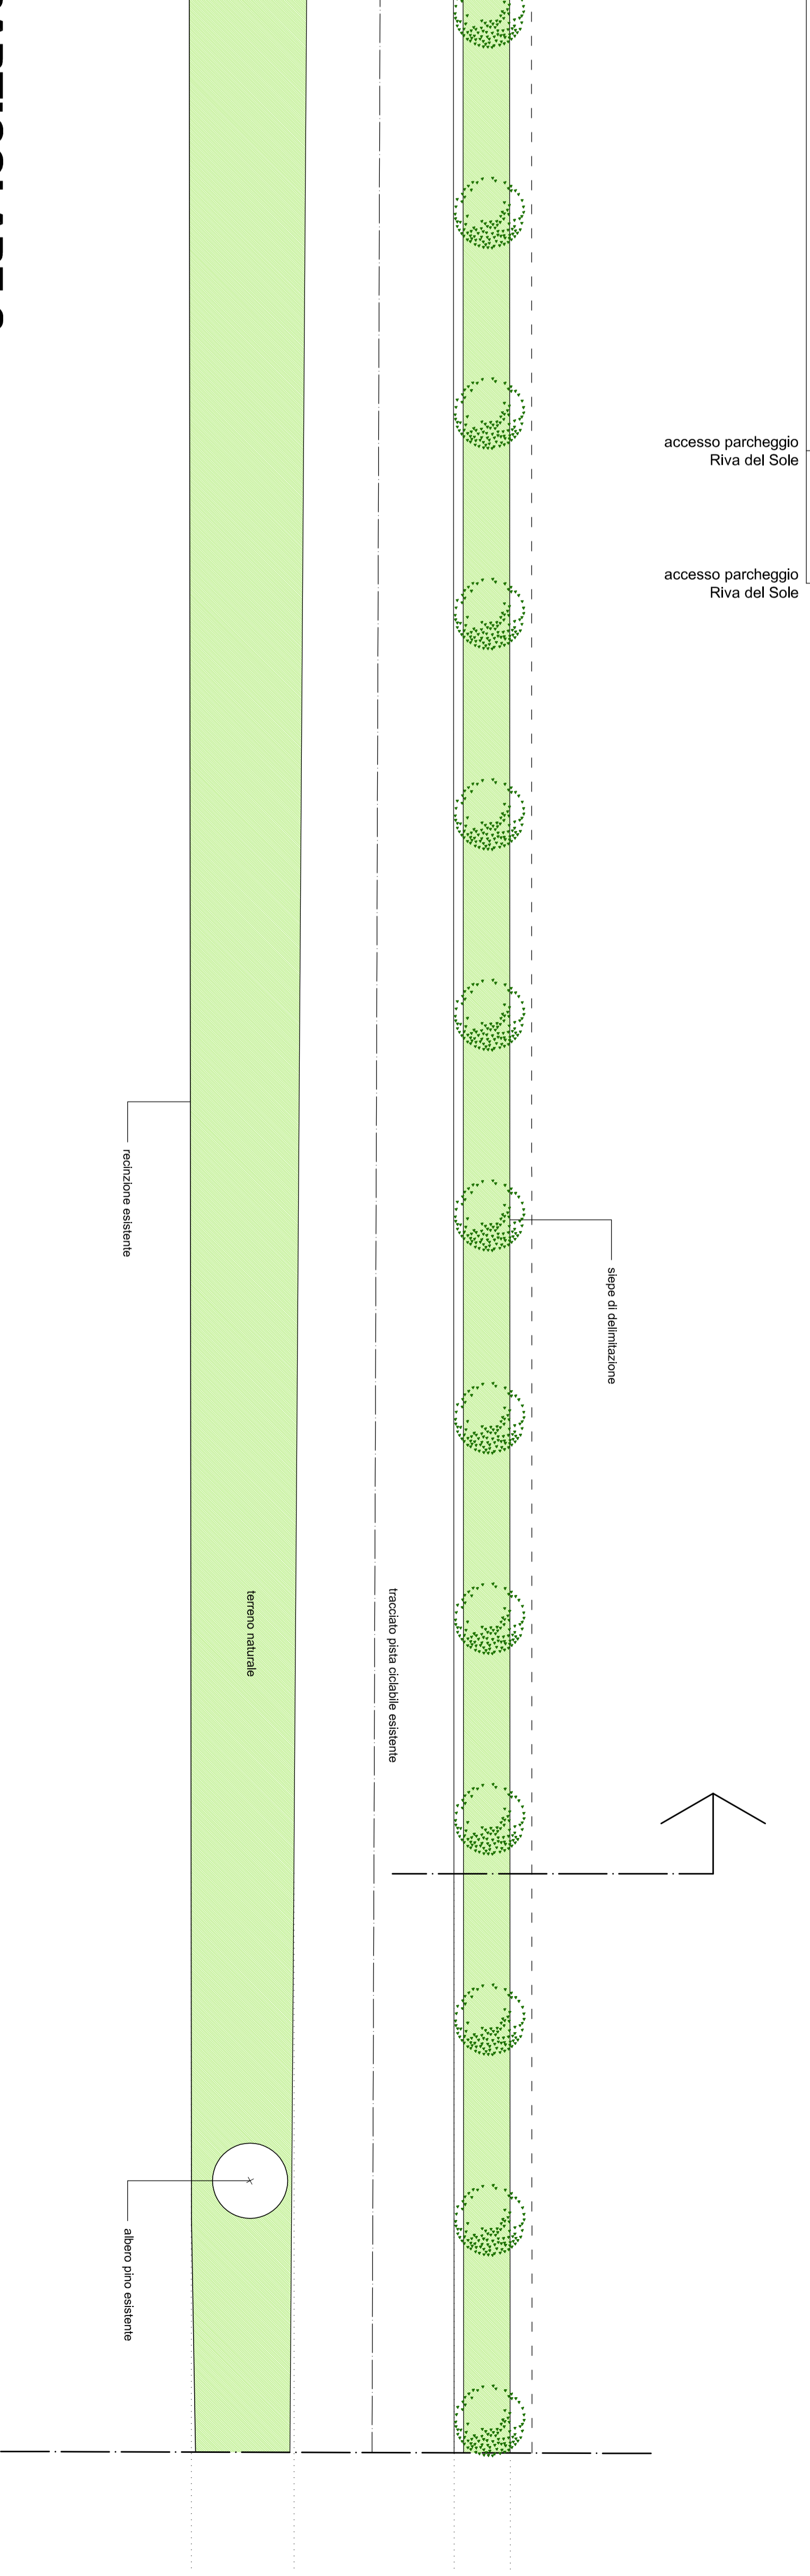 accesso parcheggio
Riva del Sole
accesso parcheggio
Riva del Sole
recinzione esistente
siepe di delimitazione
terreno naturale
tracciato pista ciclabile esistente
albero pino esistente